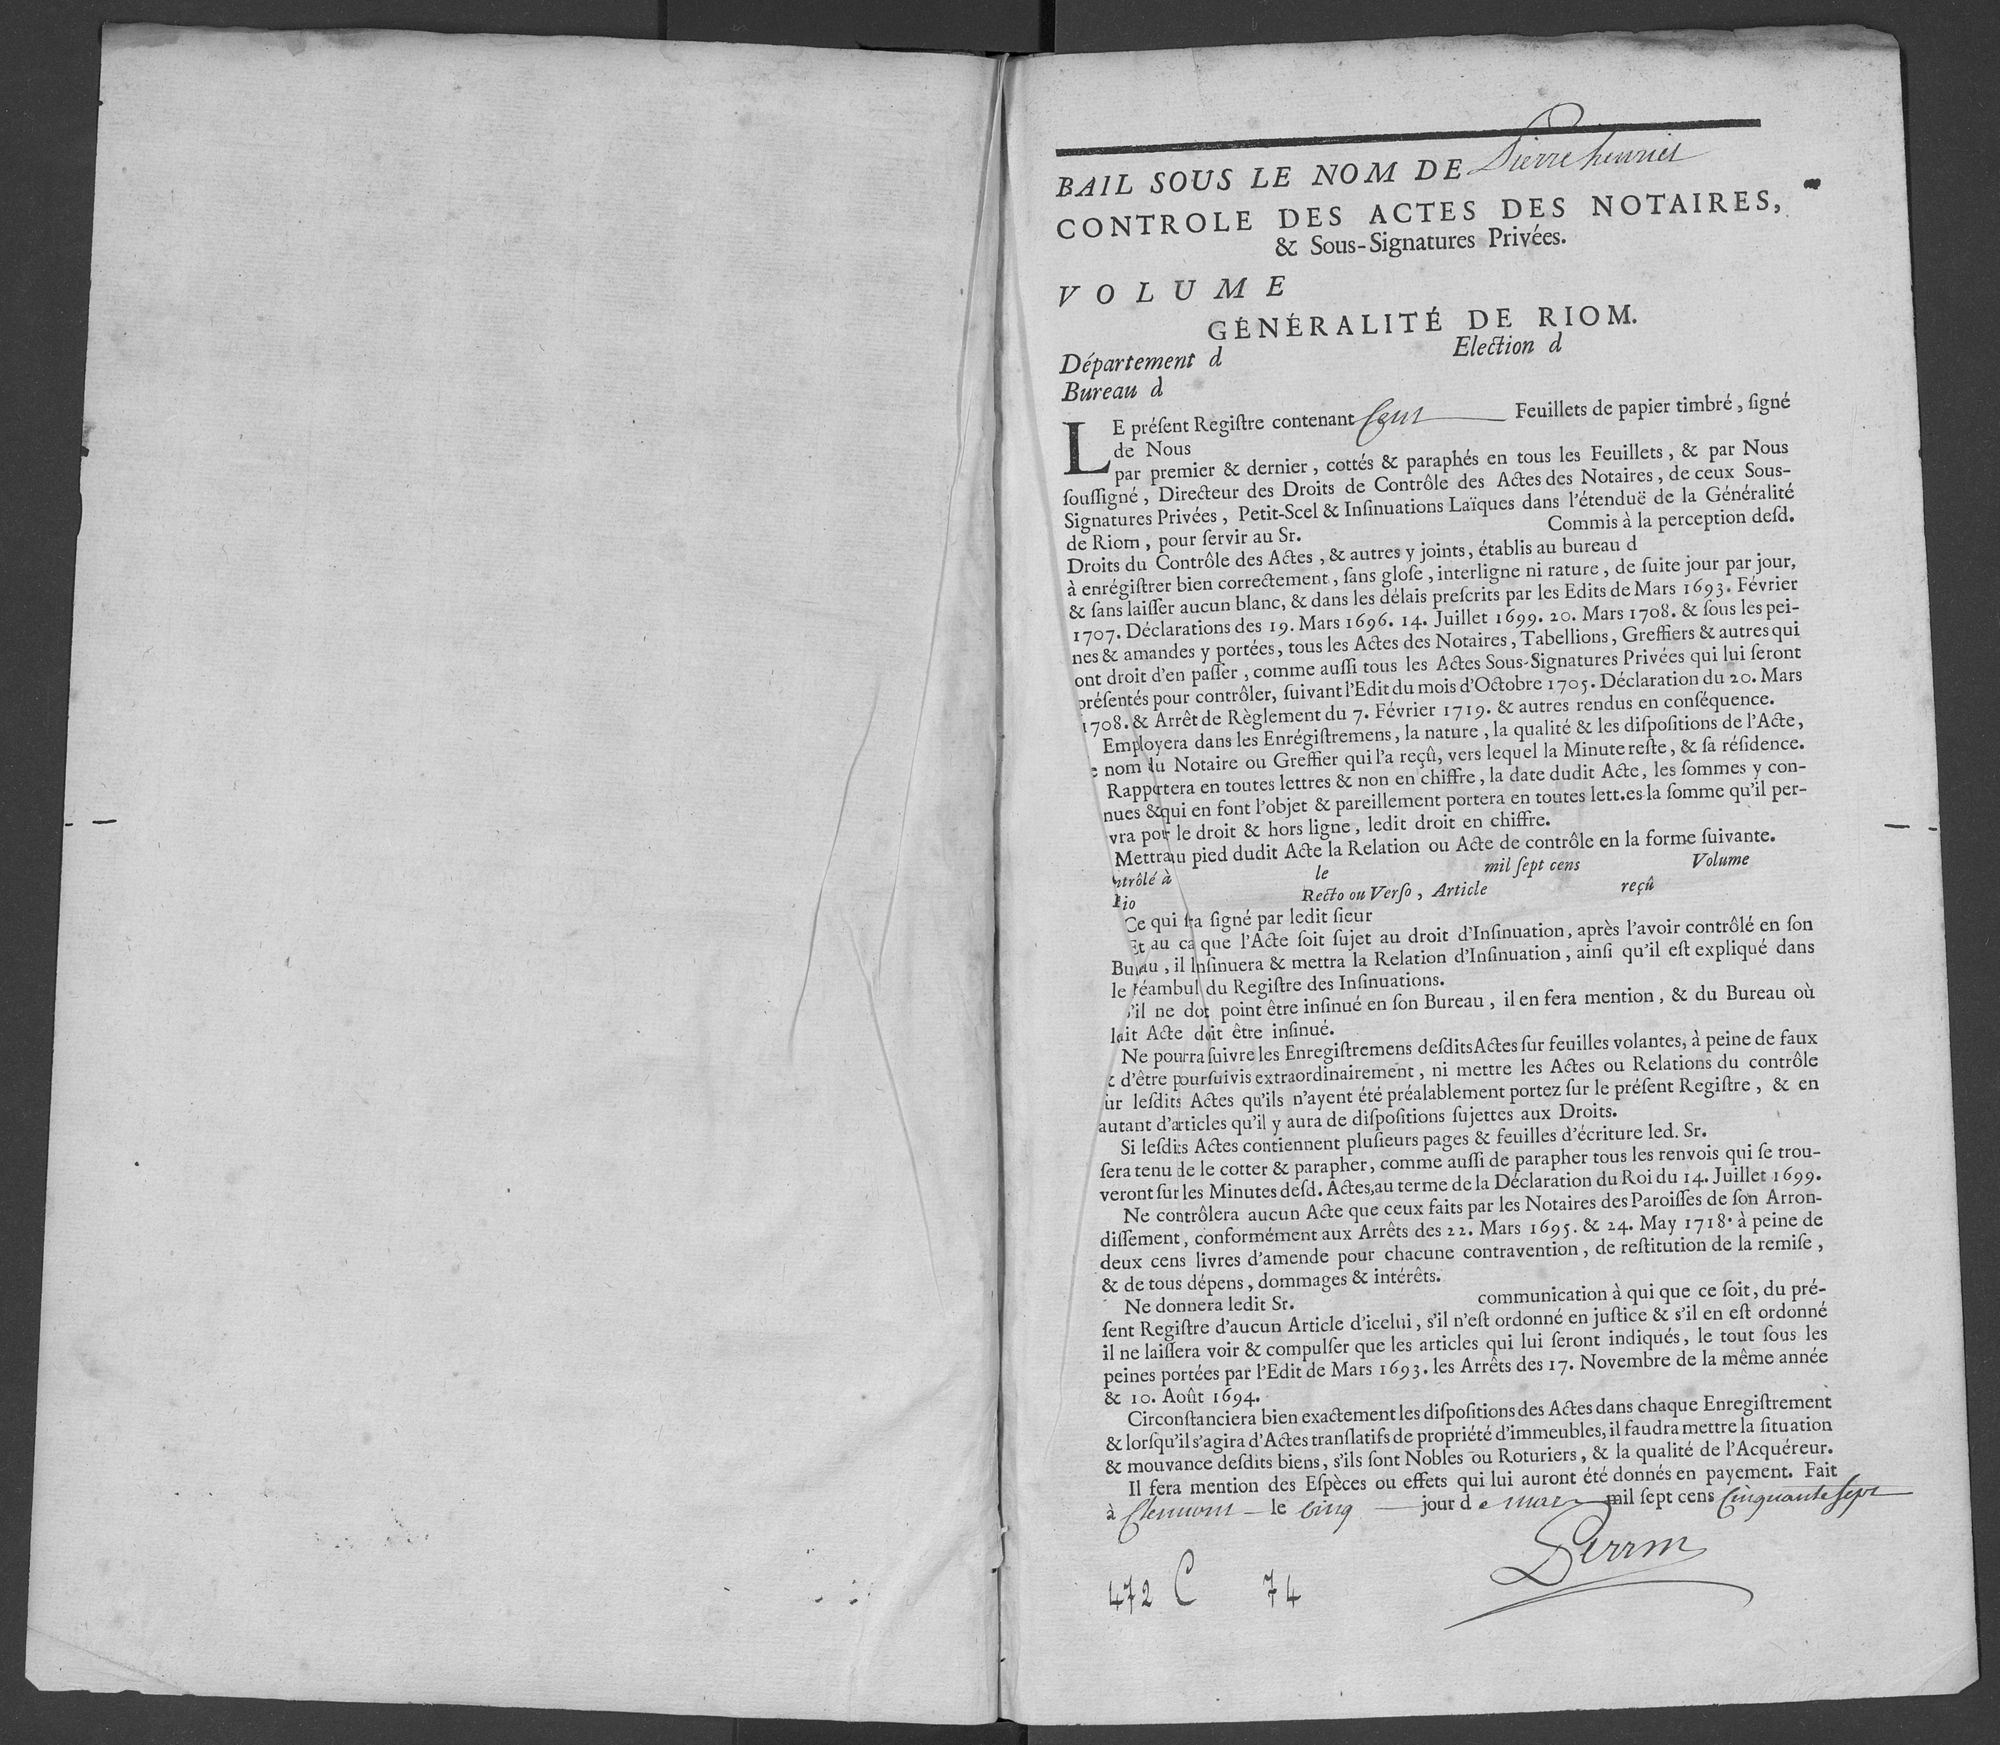 BAIL SOUS LE NOM DE Pierre henriet
CONTROLE DES ACTES DES NOTAIRES,
& Sous-Signatures Privées.
VOLUME
GÉNÉRALITÉ DE RIOM.
Département d Election d
Bureau d
LE préſent Regiſtre contenant Cent Feuillets de papier timbré, ſigné
de Nous
par premier & dernier, cottés & paraphés en tous les Feuillets, & par Nous
ſouſſigné, Directeur des Droits de Contrôle des Actes des Notaires, de ceux Sous-
Signatures Privées, Petit-Scel & Inſinuations Laïques dans l'étenduë de la Généralité
de Riom, pour ſervir au Sr. Commis à la perception deſd.
Droits du Contrôle des Actes, & autres y joints, établis au bureau d
à enrégiſtrer bien correctement, ſans gloſe, interligne ni rature, de ſuite jour par jour,
& ſans laiſſer aucun blanc, & dans les délais preſcrits par les Edits de Mars 1693. Février
1707. Déclarations des 19. Mars 1696. 14. Juillet 1699. 20. Mars 1708. & ſous les pei-
nes & amandes y portées, tous les Actes des Notaires, Tabellions, Greffiers & autres qui
ont droit d'en paſſer, comme auſſi tous les Actes Sous-Signatures Privées qui lui ſeront
préſentés pour contrôler, ſuivant l'Edit du mois d'Octobre 1705. Déclaration du 20. Mars
1708. & Arrêt de Règlement du 7. Février 1719. & autres rendus en conſéquence.
Employera dans les Enrégiſtremens, la nature, la qualité & les diſpoſitions de l'Acte,
e nom du Notaire ou Greffier qui l'a reçû, vers lequel la Minute reſte, & ſa réſidence.
Rapportera en toutes lettres & non en chiffre, la date dudit Acte, les ſommes y con-
nues & qui en font l'objet & pareillement portera en toutes lett.es la ſomme qu'il per-
vra pour le droit & hors ligne, ledit droit en chiffre.
Mettra au pied dudit Acte la Relation ou Acte de contrôle en la forme ſuivante.
ntrôlé à le mil ſept cens Volume
lio Recto ou Verſo, Article reçû
Ce qui ſra ſigné par ledit ſieur
Et au ca que l'Acte ſoit ſujet au droit d'Inſinuation, après l'avoir contrôlé en ſon
Bureau, il Inſinuera & mettra la Relation d'Inſinuation, ainſi qu'il eſt expliqué dans
le réambul du Regiſtre des Inſinuations.
S'il ne doit point être inſinué en ſon Bureau, il en fera mention, & du Bureau où
ldit Acte doit être inſinué.
Ne pourra ſuivre les Enregiſtremens deſdits Actes ſur feuilles volantes, à peine de faux
& d'être pourſuivis extraordinairement, ni mettre les Actes ou Relations du contrôle
ſur leſdits Actes qu'ils n'ayent été préalablement portez ſur le préſent Regiſtre, & en
autant d'articles qu'il y aura de diſpoſitions ſujettes aux Droits.
Si leſdits Actes contiennent pluſieurs pages & feuilles d'écriture led. Sr.
ſera tenu de le cotter & parapher, comme auſſi de parapher tous les renvois qui ſe trou-
veront ſur les Minutes deſd. Actes, au terme de la Déclaration du Roi du 14. Juillet 1699.
Ne contrôlera aucun Acte que ceux faits par les Notaires des Paroiſſes de ſon Arron-
diſſement, conformément aux Arrêts des 22. Mars 1695. & 24. May 1718. à peine de
deux cens livres d'amende pour chacune contravention, de reſtitution de la remiſe,
& de tous dépens, dommages & intérêts.
Ne donnera ledit Sr. communication à qui que ce ſoit, du pré-
ſent Regiſtre d'aucun Article d'icelui, s'il n'eſt ordonné en juſtice & s'il en eſt ordonné
il ne laiſſera voir & compulſer que les articles qui lui ſeront indiqués, le tout ſous les
peines portées par l'Edit de Mars 1693. les Arrêts des 17. Novembre de la même année
& 10. Août 1694.
Circonſtanciera bien exactement les diſpoſitions des Actes dans chaque Enregiſtrement
& lorſqu'il s'agira d'Actes tranſlatifs de propriété d'immeubles, il faudra mettre la ſituation
& mouvance deſdits biens, s'ils ſont Nobles ou Roturiers, & la qualité de l'Acquéreur.
Il fera mention des Eſpèces ou effets qui lui auront été donnés en payement. Fait
à Clermont le Cinq jour de mars mil ſept cens Cinquante sept
Perrin
472 C 74